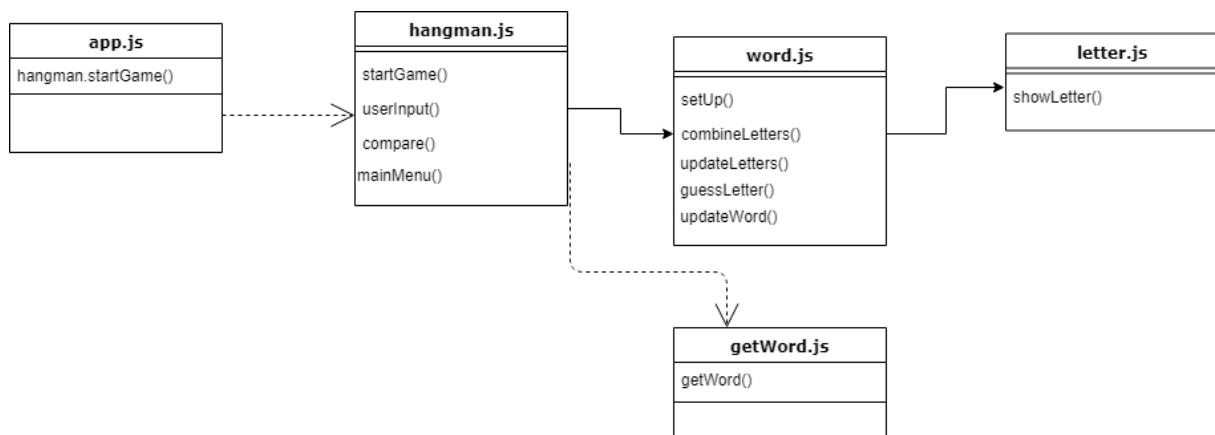 app.js
hangman.startGame()
hangman.js
startGame()
userInput()
compare()
mainMenu()
word.js
setUp()
combineLetters()
updateLetters()
guessLetter()
updateWord()
letter.js
showLetter()
getWord.js
getWord()